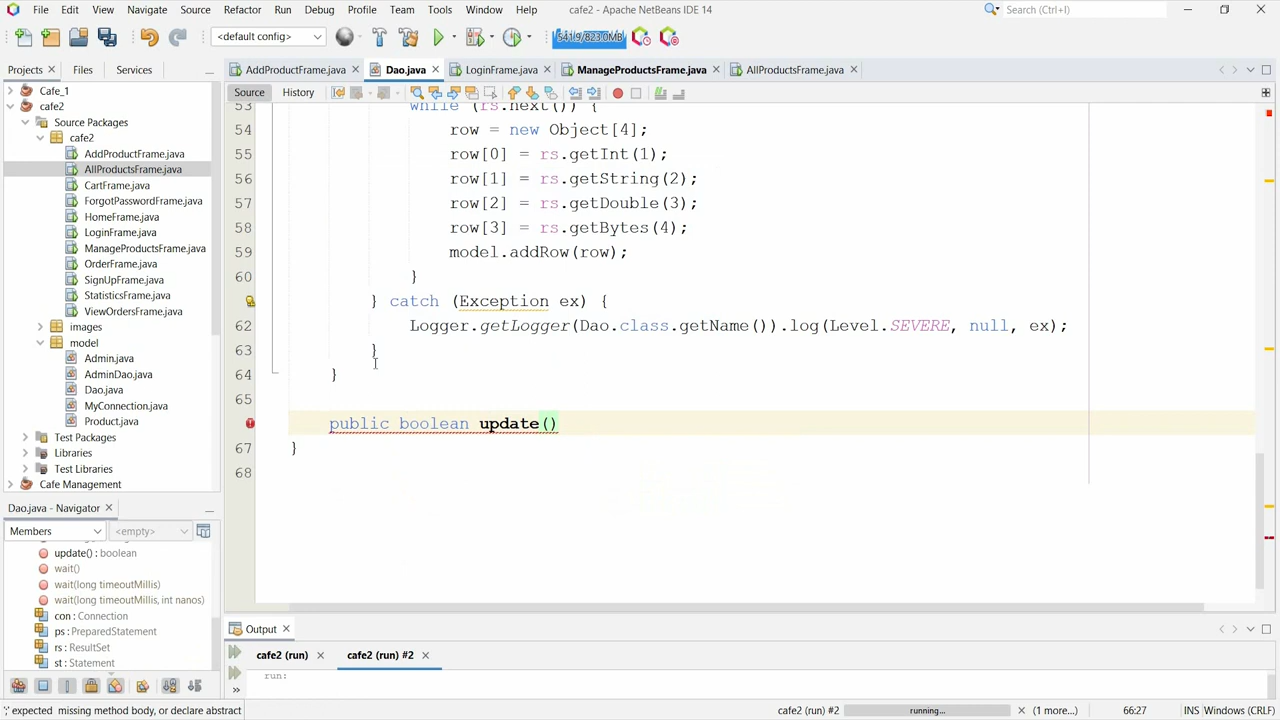 File Edit View Navigate Source Refactor Run Debug Profile Team Tools Window Help cafe2 - Apache NetBeans IDE 14 Search (Ctrl+I)
<default config> 541.9/823.0MB
Projects Files Services AddProductFrame.java Dao.java LoginFrame.java ManageProductsFrame.java AllProductsFrame.java
Source History
Cafe_1
cafe2
Source Packages
cafe2
AddProductFrame.java
AllProductsFrame.java
CartFrame.java
ForgotPasswordFrame.java
HomeFrame.java
LoginFrame.java
ManageProductsFrame.java
OrderFrame.java
SignUpFrame.java
StatisticsFrame.java
ViewOrdersFrame.java
images
model
Admin.java
AdminDao.java
Dao.java
MyConnection.java
Product.java
Test Packages
Libraries
Test Libraries
Cafe Management
53 while (rs.next()) {
54 row = new Object[4];
55 row[0] = rs.getInt(1);
56 row[1] = rs.getString(2);
57 row[2] = rs.getDouble(3);
58 row[3] = rs.getBytes(4);
59 model.addRow(row);
60 }
} catch (Exception ex) {
62 Logger.getLogger(Dao.class.getName()).log(Level.SEVERE, null, ex);
63 }
64 }
65
public boolean update()
67 }
68
Dao.java - Navigator
Members <empty>
update() : boolean
wait()
wait(long timeoutMillis)
wait(long timeoutMillis, int nanos)
con : Connection
ps : PreparedStatement
rs : ResultSet
st : Statement
Output
cafe2 (run) cafe2 (run) #2
run:
';' expected missing method body, or declare abstract cafe2 (run) #2 running... (1 more...) 66:27 INS Windows (CRLF)